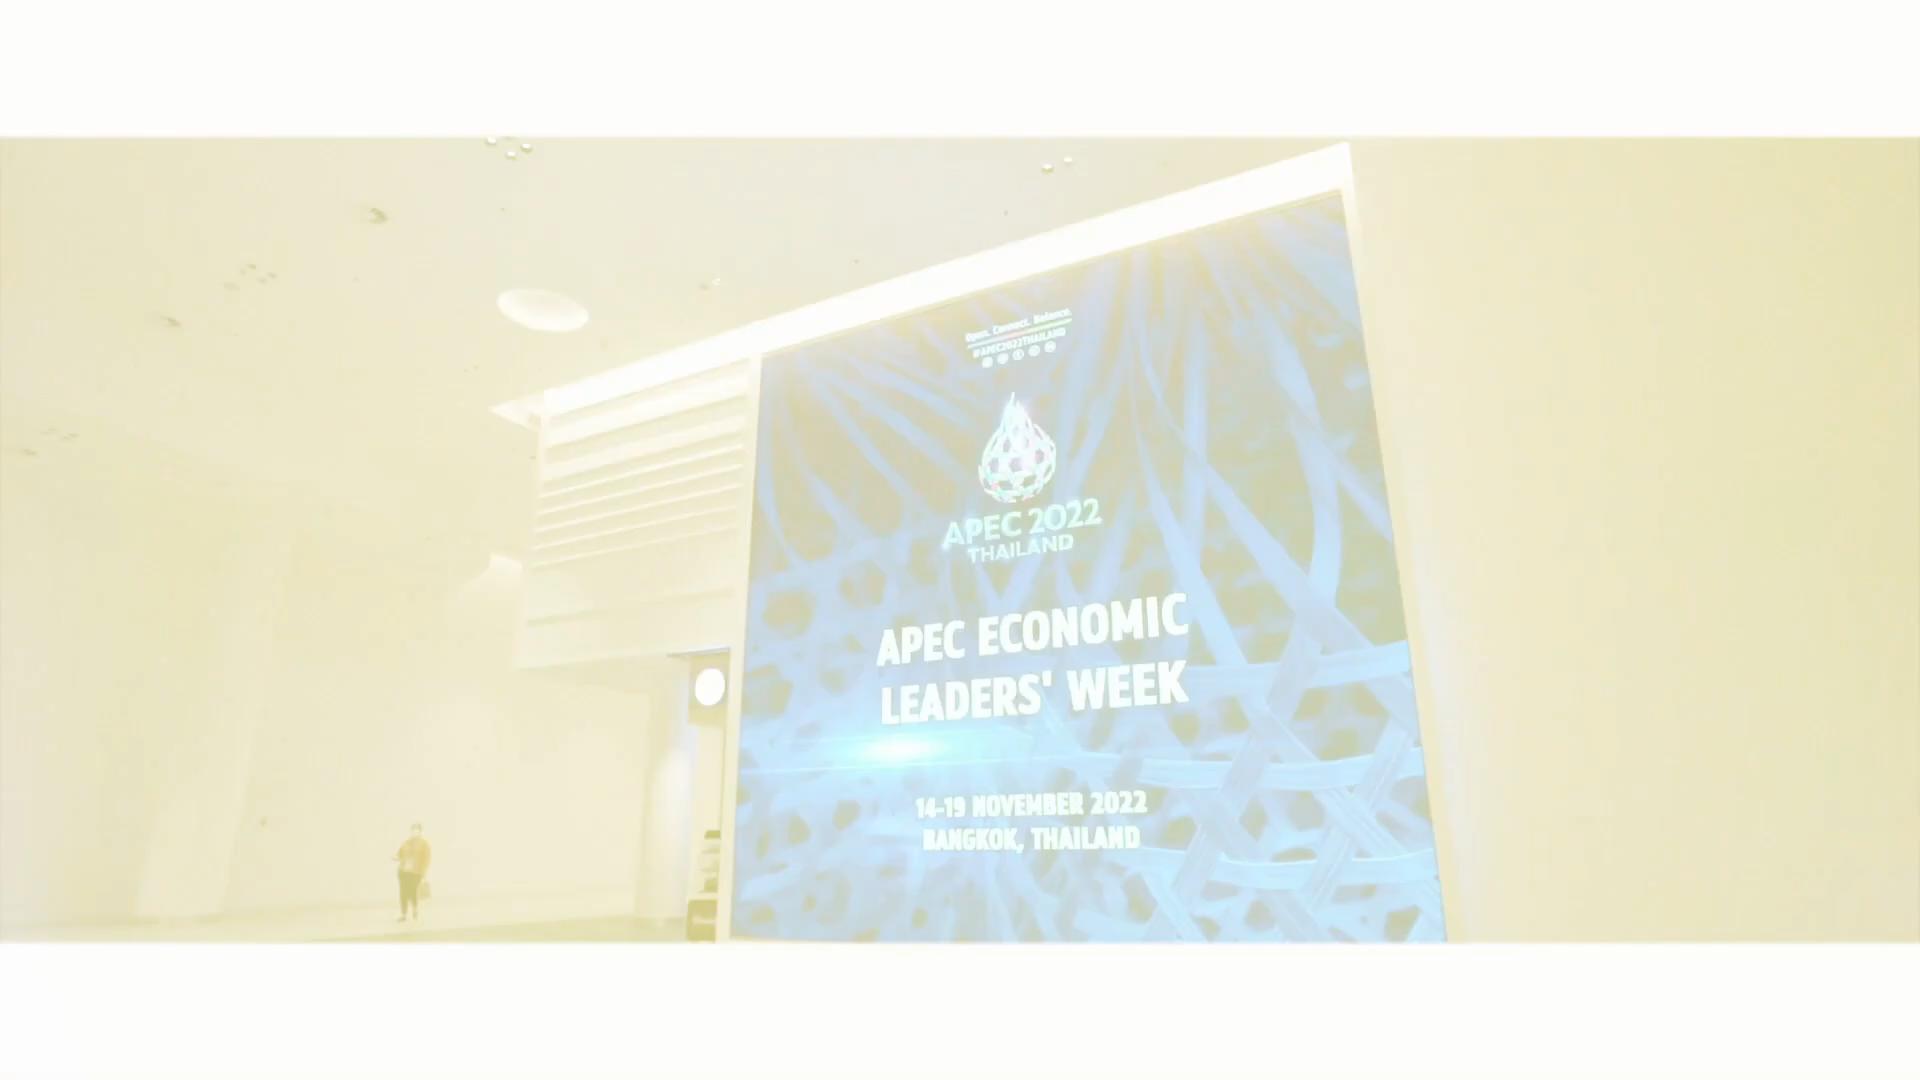 Open. Connect. Balance.
#APEC2022THAILAND
APEC 2022
THAILAND
APEC ECONOMIC
LEADERS' WEEK
14-19 NOVEMBER 2022
BANGKOK, THAILAND